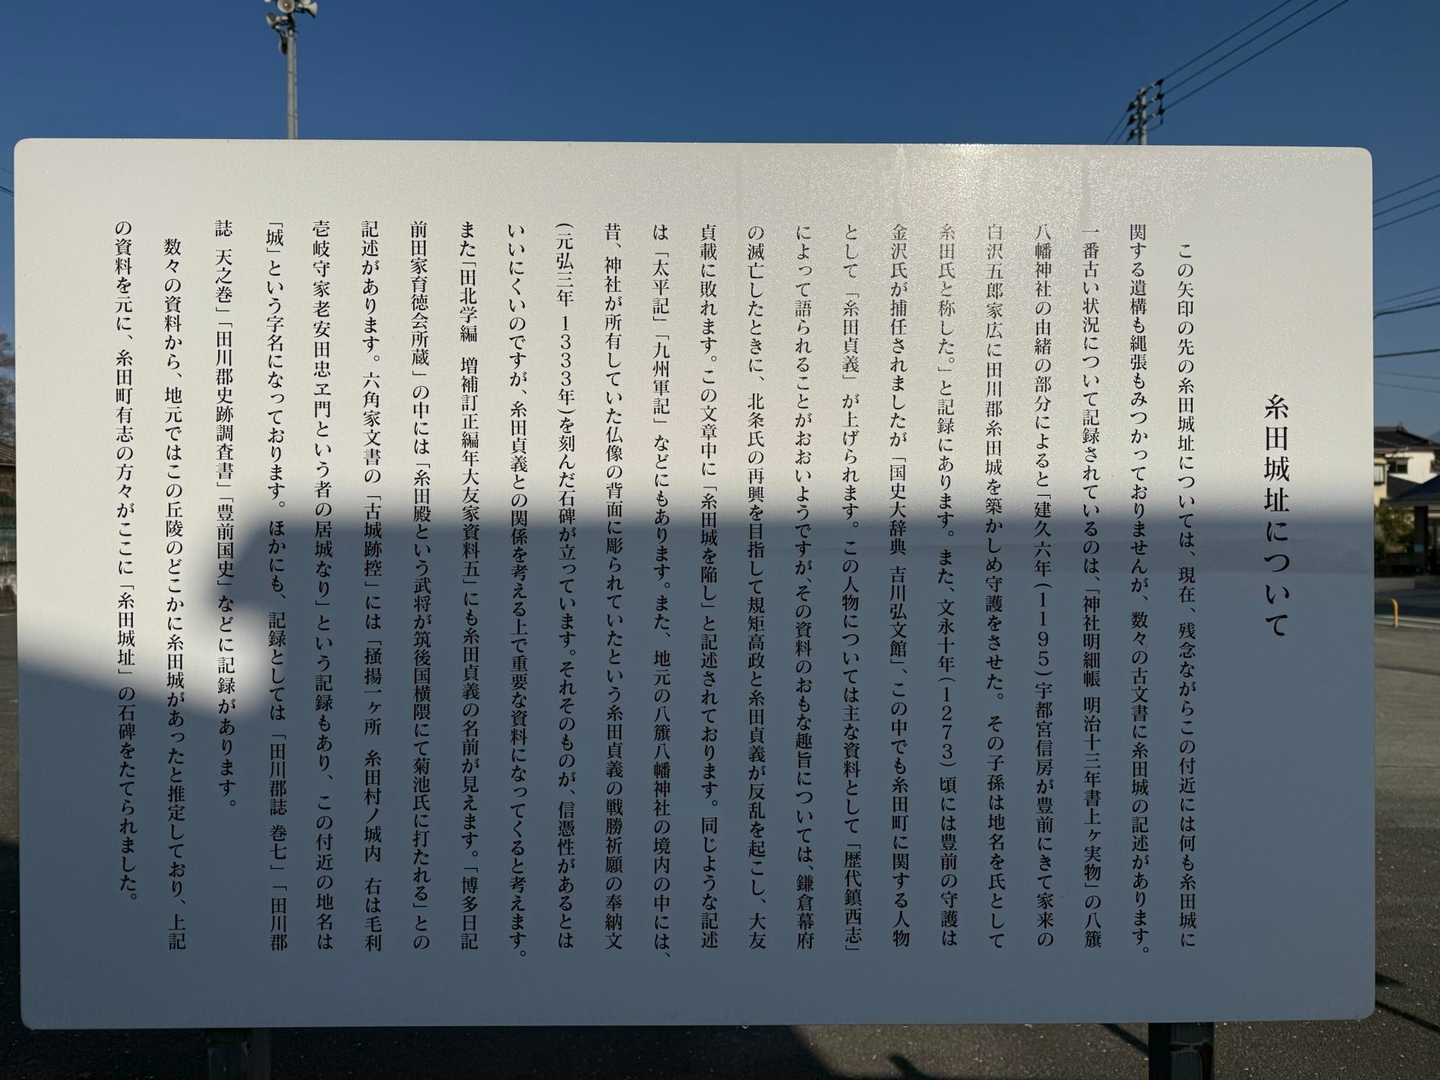 糸田城址について
この矢印の先の糸田城址については、現在、残念ながらこの付近には何も糸田城に
関する遺構も縄張もみつかっておりませんが、数々の古文書に糸田城の記述があります。
一番古い状況について記録されているのは、「神社明細帳 明治十三年書上ヶ実物」の八籏
八幡神社の由緒の部分によると「建久六年(1195)宇都宮信房が豊前にきて家来の
白沢五郎家広に田川郡糸田城を築かしめ守護をさせた。その子孫は地名を氏として
糸田氏と称した。」と記録にあります。また、文永十年(1273)頃には豊前の守護は
金沢氏が捕任されましたが「国史大辞典 吉川弘文館」、この中でも糸田町に関する人物
として「糸田貞義」が上げられます。この人物については主な資料として「歴代鎮西志」
によって語られることがおおいようですが、その資料のおもな趣旨については、鎌倉幕府
の滅亡したときに、北条氏の再興を目指して規矩高政と糸田貞義が反乱を起こし、大友
貞載に敗れます。この文章中に「糸田城を陥し」と記述されております。同じような記述
は「太平記」「九州軍記」などにもあります。また、地元の八籏八幡神社の境内の中には、
昔、神社が所有していた仏像の背面に彫られていたという糸田貞義の戦勝祈願の奉納文
(元弘三年 1333年)を刻んだ石碑が立っています。それそのものが、信憑性があるとは
いいにくいのですが、糸田貞義との関係を考える上で重要な資料になってくると考えます。
また「田北学編 増補訂正編年大友家資料五」にも糸田貞義の名前が見えます。「博多日記
前田家育徳会所蔵」の中には「糸田殿という武将が筑後国横隈にて菊池氏に打たれる」との
記述があります。六角家文書の「古城跡控」には「掻揚一ヶ所 糸田村ノ城内 右は毛利
壱岐守家老安田忠ヱ門という者の居城なり」という記録もあり、この付近の地名は
「城」という字名になっております。ほかにも、記録としては「田川郡誌 巻七」「田川郡
誌 天之巻」「田川郡史跡調査書」「豊前国史」などに記録があります。
数々の資料から、地元ではこの丘陵のどこかに糸田城があったと推定しており、上記
の資料を元に、糸田町有志の方々がここに「糸田城址」の石碑をたてられました。